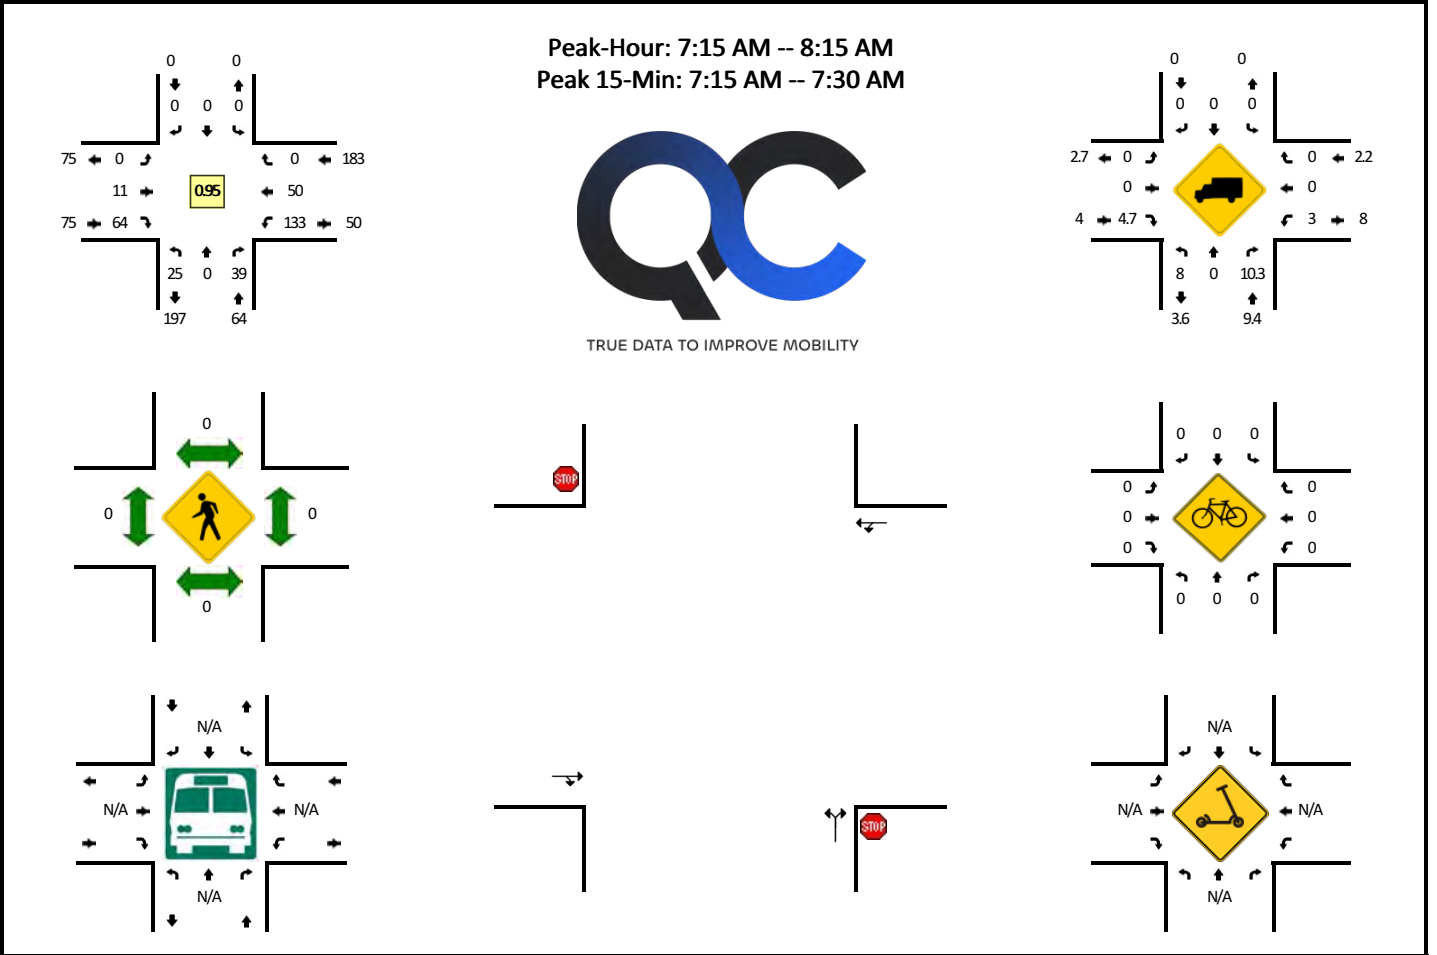 Peak-Hour: 7:15 AM -- 8:15 AM
Peak 15-Min: 7:15 AM -- 7:30 AM
0 0
0 0 0
75 0 0 183
11 0.95 50
75 64 133 50
25 0 39
197 64
TRUE DATA TO IMPROVE MOBILITY
0 0
0 0 0
2.7 0 0 2.2
0 0
4 4.7 3 8
8 0 10.3
3.6 9.4
0
0 0
0
STOP
STOP
0 0 0
0 0
0 0
0 0
0 0 0
N/A
N/A N/A
N/A
N/A
N/A N/A
N/A